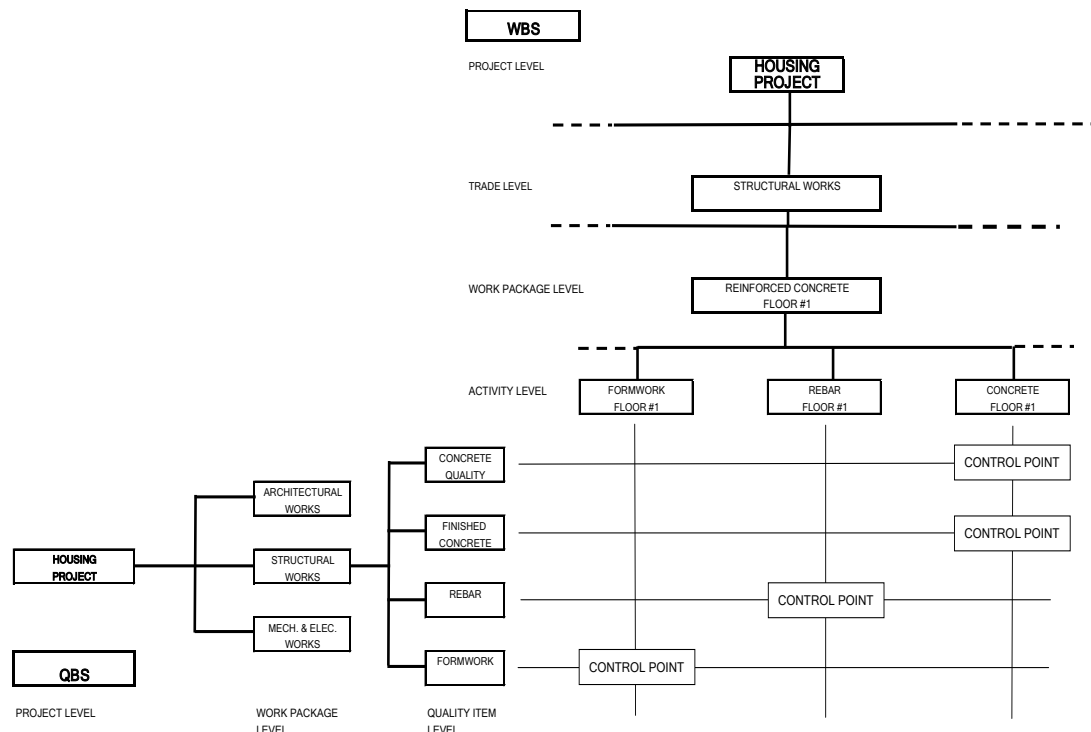 WBS
PROJECT LEVEL
HOUSING
PROJECT
TRADE LEVEL
STRUCTURAL WORKS
WORK PACKAGE LEVEL
REINFORCED CONCRETE
FLOOR #1
ACTIVITY LEVEL
FORMWORK
FLOOR #1
REBAR
FLOOR #1
CONCRETE
FLOOR #1
CONCRETE
QUALITY
CONTROL POINT
ARCHITECTURAL
WORKS
FINISHED
CONCRETE
CONTROL POINT
HOUSING
PROJECT
STRUCTURAL
WORKS
REBAR
CONTROL POINT
MECH. & ELEC.
WORKS
FORMWORK
CONTROL POINT
QBS
PROJECT LEVEL
WORK PACKAGE
LEVEL
QUALITY ITEM
LEVEL